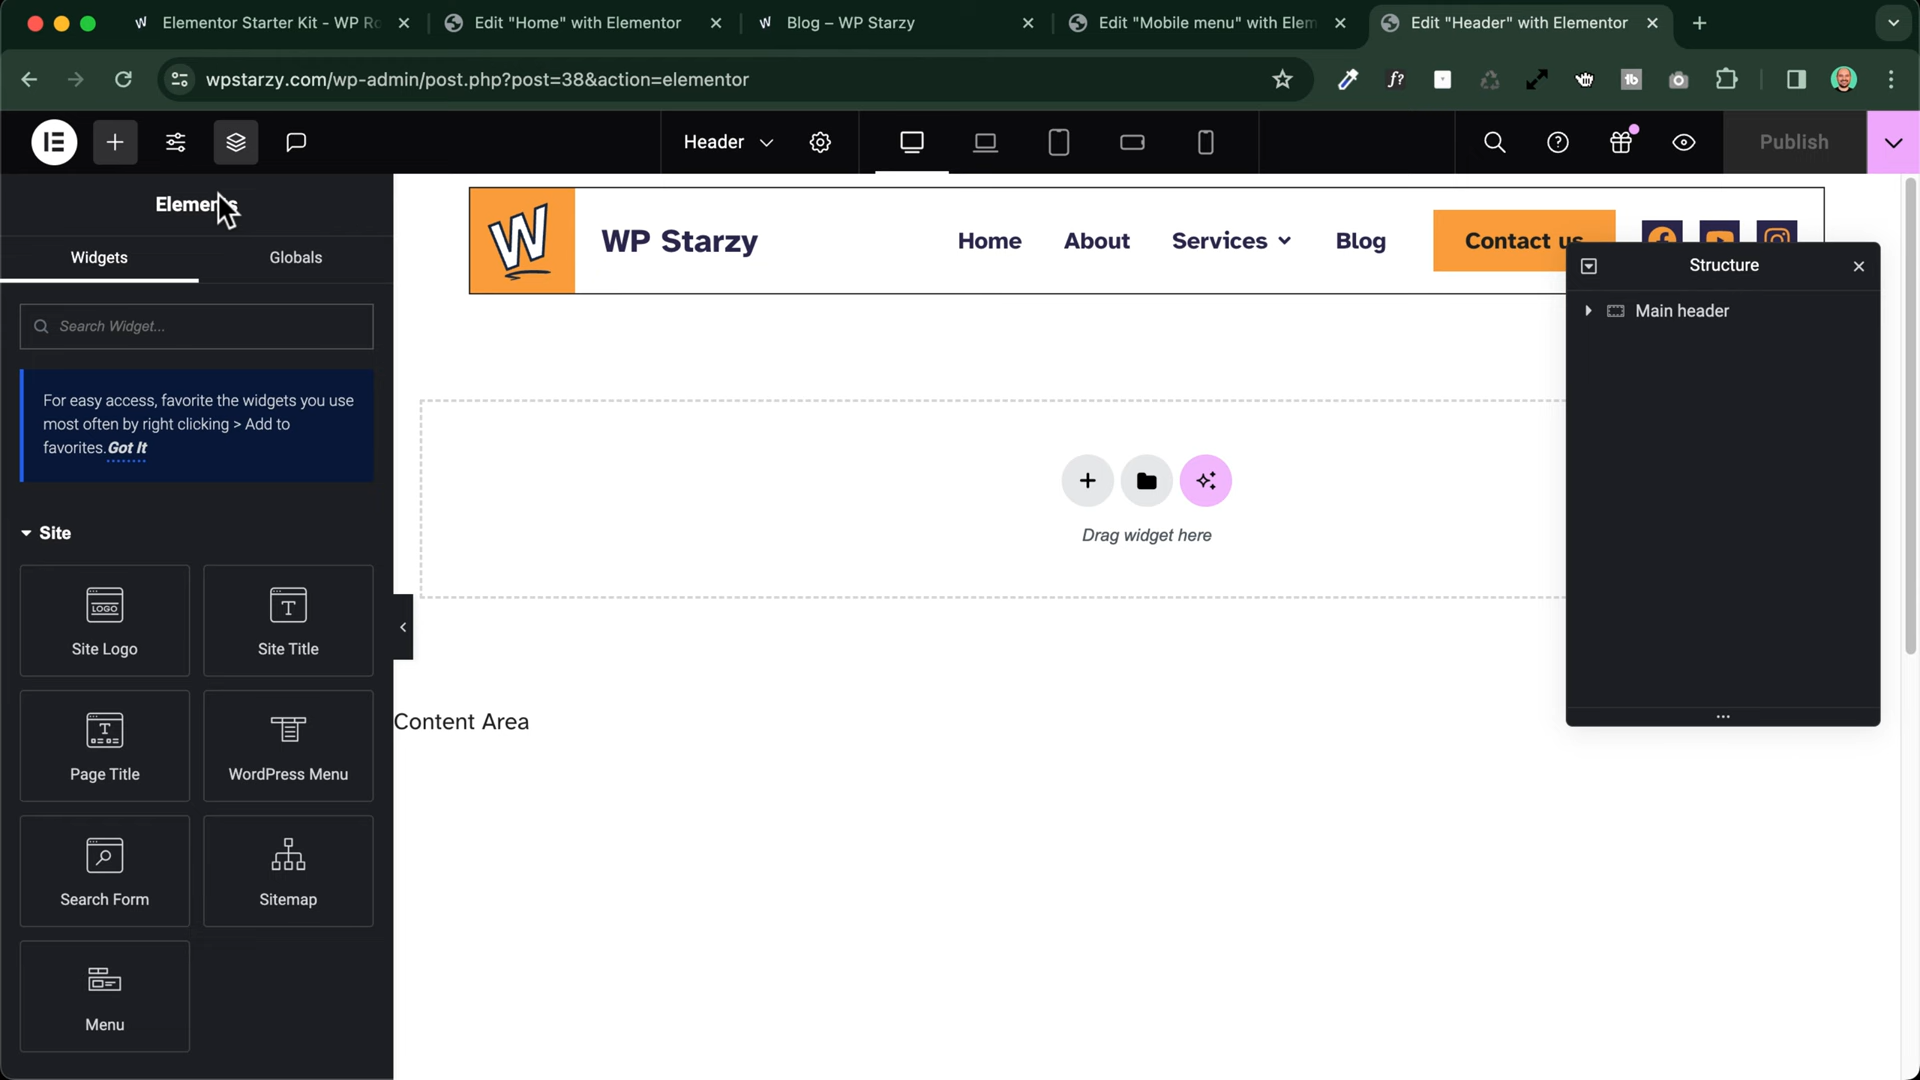 Elementor Starter Kit - WP Ro
Edit "Home" with Elementor
Blog – WP Starzy
Edit "Mobile menu" with Elem
Edit "Header" with Elementor
wpstarzy.com/wp-admin/post.php?post=38&action=elementor
f?
tb
Header
Publish
Elements
Widgets
Globals
Search Widget...
For easy access, favorite the widgets you use
most often by right clicking > Add to
favorites. Got It
Site
LOGO
Site Logo
T
Site Title
T
Page Title
WordPress Menu
Search Form
Sitemap
Menu
W
WP Starzy
Home
About
Services
Blog
Contact us
Drag widget here
Content Area
Structure
Main header